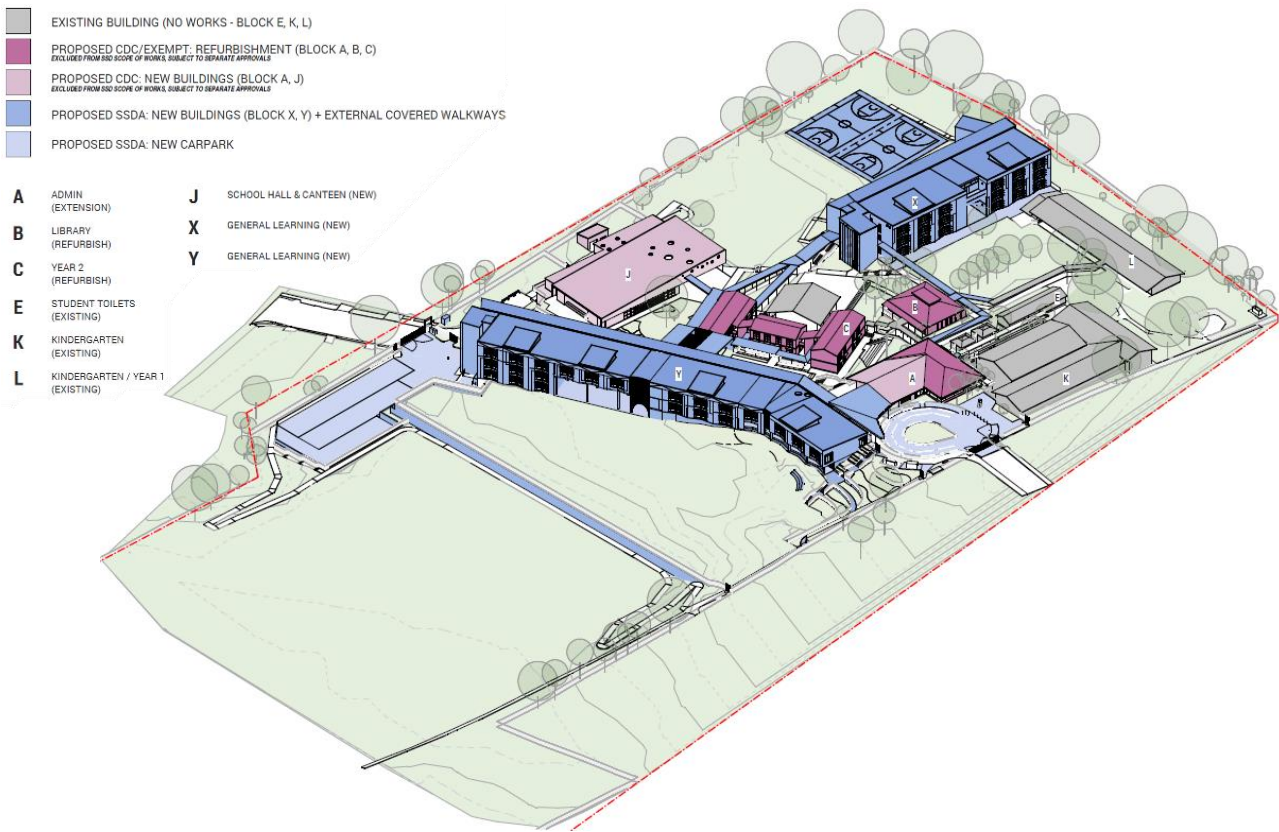 EXISTING BUILDING (NO WORKS - BLOCK E, K, L)
PROPOSED CDC/EXEMPT: REFURBISHMENT (BLOCK A, B, C)
EXCLUDED FROM SSD SCOPE OF WORKS, SUBJECT TO SEPARATE APPROVALS
PROPOSED CDC: NEW BUILDINGS (BLOCK A, J)
EXCLUDED FROM SSD SCOPE OF WORKS, SUBJECT TO SEPARATE APPROVALS
PROPOSED SSDA: NEW BUILDINGS (BLOCK X, Y) + EXTERNAL COVERED WALKWAYS
PROPOSED SSDA: NEW CARPARK
A ADMIN
(EXTENSION)
B LIBRARY
(REFURBISH)
C YEAR 2
(REFURBISH)
E STUDENT TOILETS
(EXISTING)
K KINDERGARTEN
(EXISTING)
L KINDERGARTEN / YEAR 1
(EXISTING)
J SCHOOL HALL & CANTEEN (NEW)
X GENERAL LEARNING (NEW)
Y GENERAL LEARNING (NEW)
X
L
J
E
B
C
Y
A
K